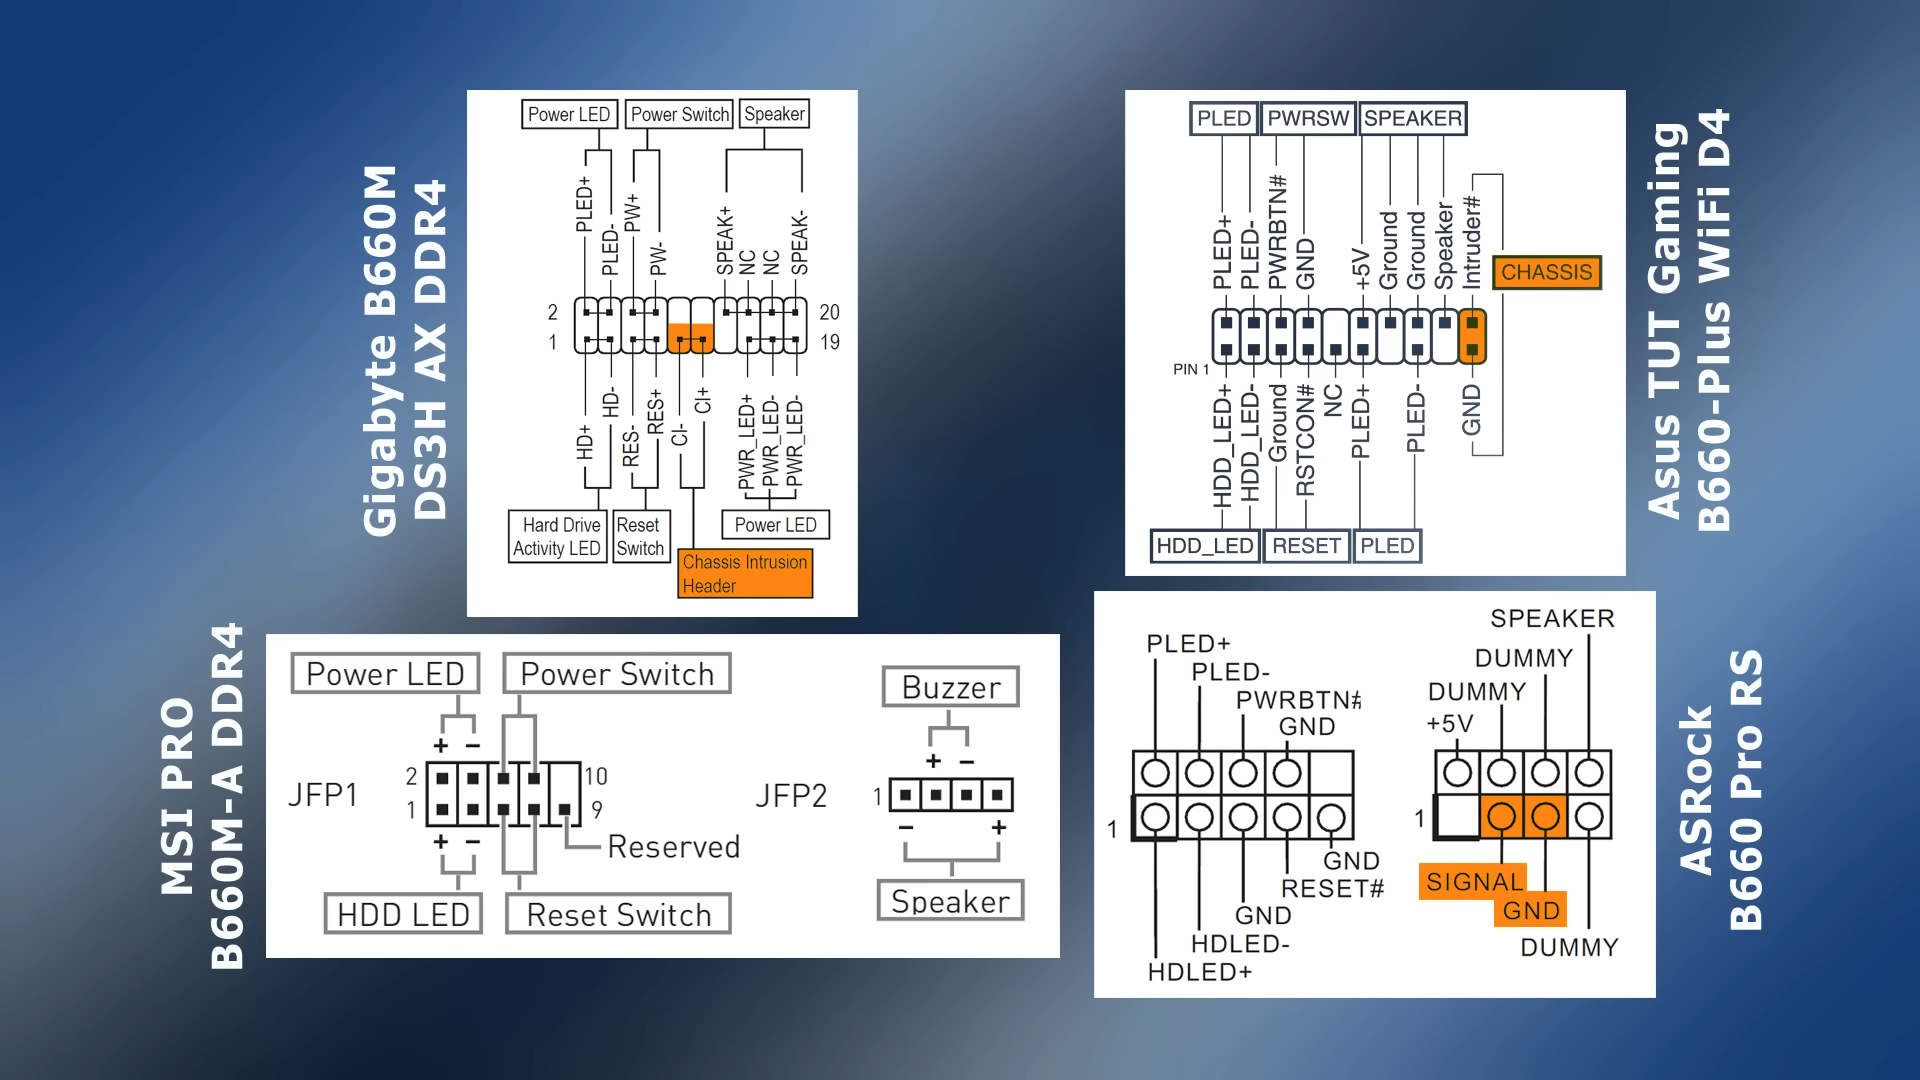 Gigabyte B660M
DS3H AX DDR4
Power LED
Power Switch
Speaker
PLED+
PLED-
PW+
PW-
SPEAK+
NC
NC
SPEAK-
2
20
1
19
HD+
HD-
RES-
RES+
CI-
CI+
PWR_LED+
PWR_LED-
PWR_LED-
Hard Drive
Activity LED
Reset
Switch
Power LED
Chassis Intrusion
Header
PLED
PWRSW
SPEAKER
PLED+
PLED-
PWRBTN#
GND
+5V
Ground
Ground
Speaker
Intruder#
CHASSIS
PIN 1
HDD_LED+
HDD_LED-
Ground
RSTCON#
NC
PLED+
PLED-
GND
HDD_LED
RESET
PLED
Asus TUT Gaming
B660-Plus WiFi D4
MSI PRO
B660M-A DDR4
Power LED
Power Switch
+ −
JFP1
2
10
1
9
+ −
Reserved
HDD LED
Reset Switch
Buzzer
+ −
JFP2
1
− +
Speaker
PLED+
PLED-
PWRBTN#
GND
1
GND
RESET#
GND
HDLED-
HDLED+
SPEAKER
DUMMY
DUMMY
+5V
1
SIGNAL
GND
DUMMY
ASRock
B660 Pro RS